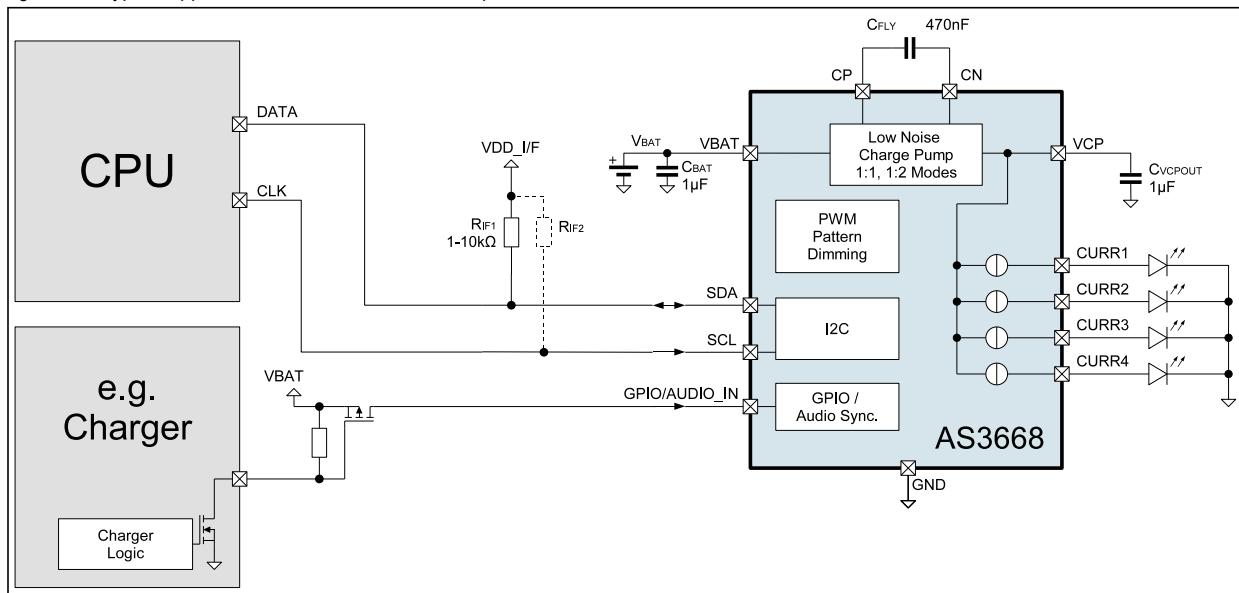 CPU
DATA
CLK
VDD_I/F
RIF1
1-10kΩ
RIF2
e.g.
Charger
VBAT
Charger
Logic
GPIO/AUDIO_IN
SDA
SCL
CFLY 470nF
CP
CN
VBAT
+
CBAT
1µF
VBAT
Low Noise
Charge Pump
1:1, 1:2 Modes
VCP
CVCPOUT
1µF
PWM
Pattern
Dimming
I2C
GPIO /
Audio Sync.
CURR1
CURR2
CURR3
CURR4
AS3668
GND